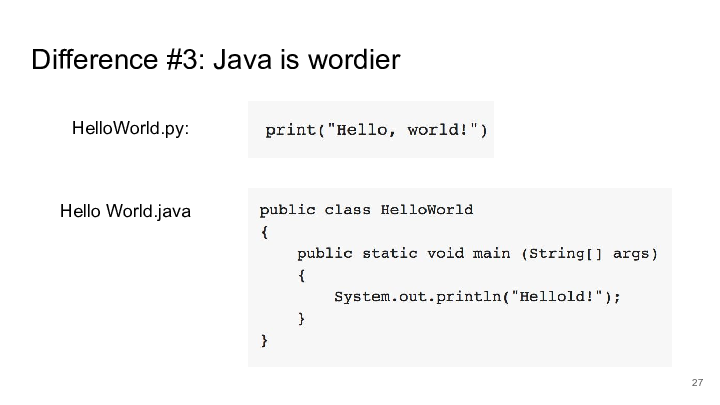 Difference #3: Java is wordier
HelloWorld.py:
print("Hello, world!")
Hello World.java
public class HelloWorld
{
    public static void main (String[] args)
    {
        System.out.println("Hellold!");
    }
}
27